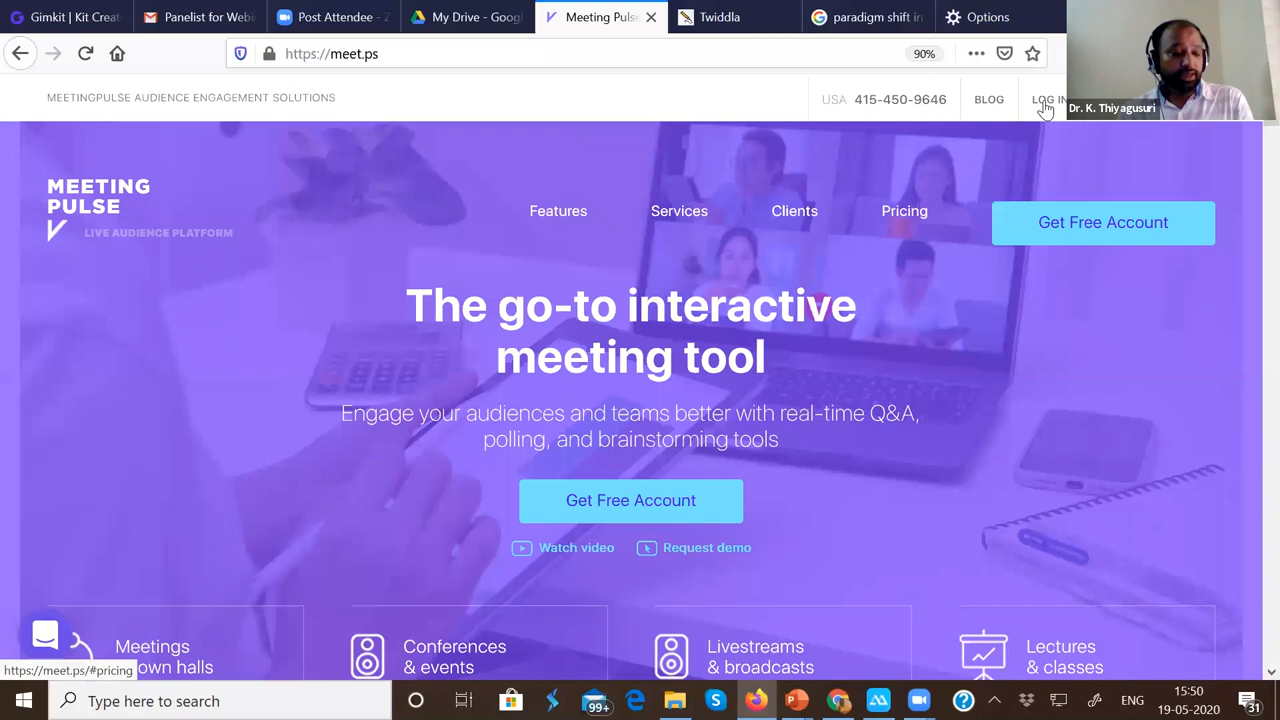 Gimkit | Kit Creat
Panelist for Webi
Post Attendee - Z
My Drive - Googl
Meeting Puls
Twiddla
paradigm shift in
Options
https://meet.ps
90%
MEETINGPULSE AUDIENCE ENGAGEMENT SOLUTIONS
USA 415-450-9646
BLOG
LOG IN
Dr. K. Thiyagusuri
MEETING
PULSE
LIVE AUDIENCE PLATFORM
Features
Services
Clients
Pricing
Get Free Account
The go-to interactive
meeting tool
Engage your audiences and teams better with real-time Q&A,
polling, and brainstorming tools
Get Free Account
Watch video
Request demo
Meetings
own halls
Conferences
& events
Livestreams
& broadcasts
Lectures
& classes
https://meet.ps/#pricing
Type here to search
99+
ENG
15:50
19-05-2020
31